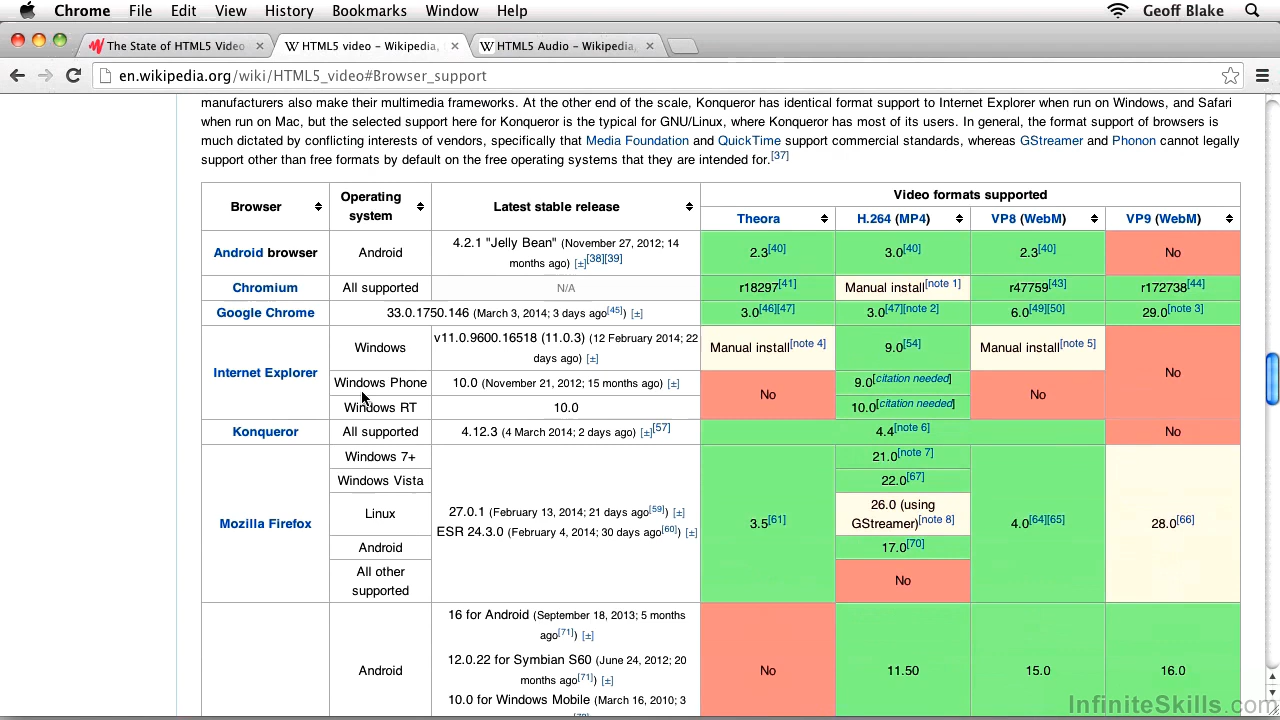 Chrome File Edit View History Bookmarks Window Help Geoff Blake
The State of HTML5 Video × HTML5 video – Wikipedia, × HTML5 Audio – Wikipedia, ×
en.wikipedia.org/wiki/HTML5_video#Browser_support
manufacturers also make their multimedia frameworks. At the other end of the scale, Konqueror has identical format support to Internet Explorer when run on Windows, and Safari
when run on Mac, but the selected support here for Konqueror is the typical for GNU/Linux, where Konqueror has most of its users. In general, the format support of browsers is
much dictated by conflicting interests of vendors, specifically that Media Foundation and QuickTime support commercial standards, whereas GStreamer and Phonon cannot legally
support other than free formats by default on the free operating systems that they are intended for.[37]
Browser
Operating
system
Latest stable release
Video formats supported
Theora H.264 (MP4) VP8 (WebM) VP9 (WebM)
Android browser
Android
4.2.1 "Jelly Bean" (November 27, 2012; 14
months ago) [±][38][39]
2.3[40] 3.0[40] 2.3[40] No
Chromium All supported N/A r18297[41] Manual install[note 1] r47759[43] r172738[44]
Google Chrome 33.0.1750.146 (March 3, 2014; 3 days ago[45]) [±] 3.0[46][47] 3.0[47][note 2] 6.0[49][50] 29.0[note 3]
Internet Explorer
Windows
v11.0.9600.16518 (11.0.3) (12 February 2014; 22
days ago) [±]
Manual install[note 4] 9.0[54] Manual install[note 5] No
Windows Phone 10.0 (November 21, 2012; 15 months ago) [±] No 9.0[citation needed] No
Windows RT 10.0 10.0[citation needed]
Konqueror All supported 4.12.3 (4 March 2014; 2 days ago) [±][57] 4.4[note 6] No
Mozilla Firefox
Windows 7+
Windows Vista
Linux
Android
All other
supported
27.0.1 (February 13, 2014; 21 days ago[59]) [±]
ESR 24.3.0 (February 4, 2014; 30 days ago[60]) [±]
3.5[61]
21.0[note 7]
22.0[67]
26.0 (using
GStreamer)[note 8]
17.0[70]
No
4.0[64][65]
28.0[66]
Android
16 for Android (September 18, 2013; 5 months
ago[71]) [±]
12.0.22 for Symbian S60 (June 24, 2012; 20
months ago[71]) [±]
10.0 for Windows Mobile (March 16, 2010; 3
No 11.50 15.0 16.0
InfiniteSkills.com